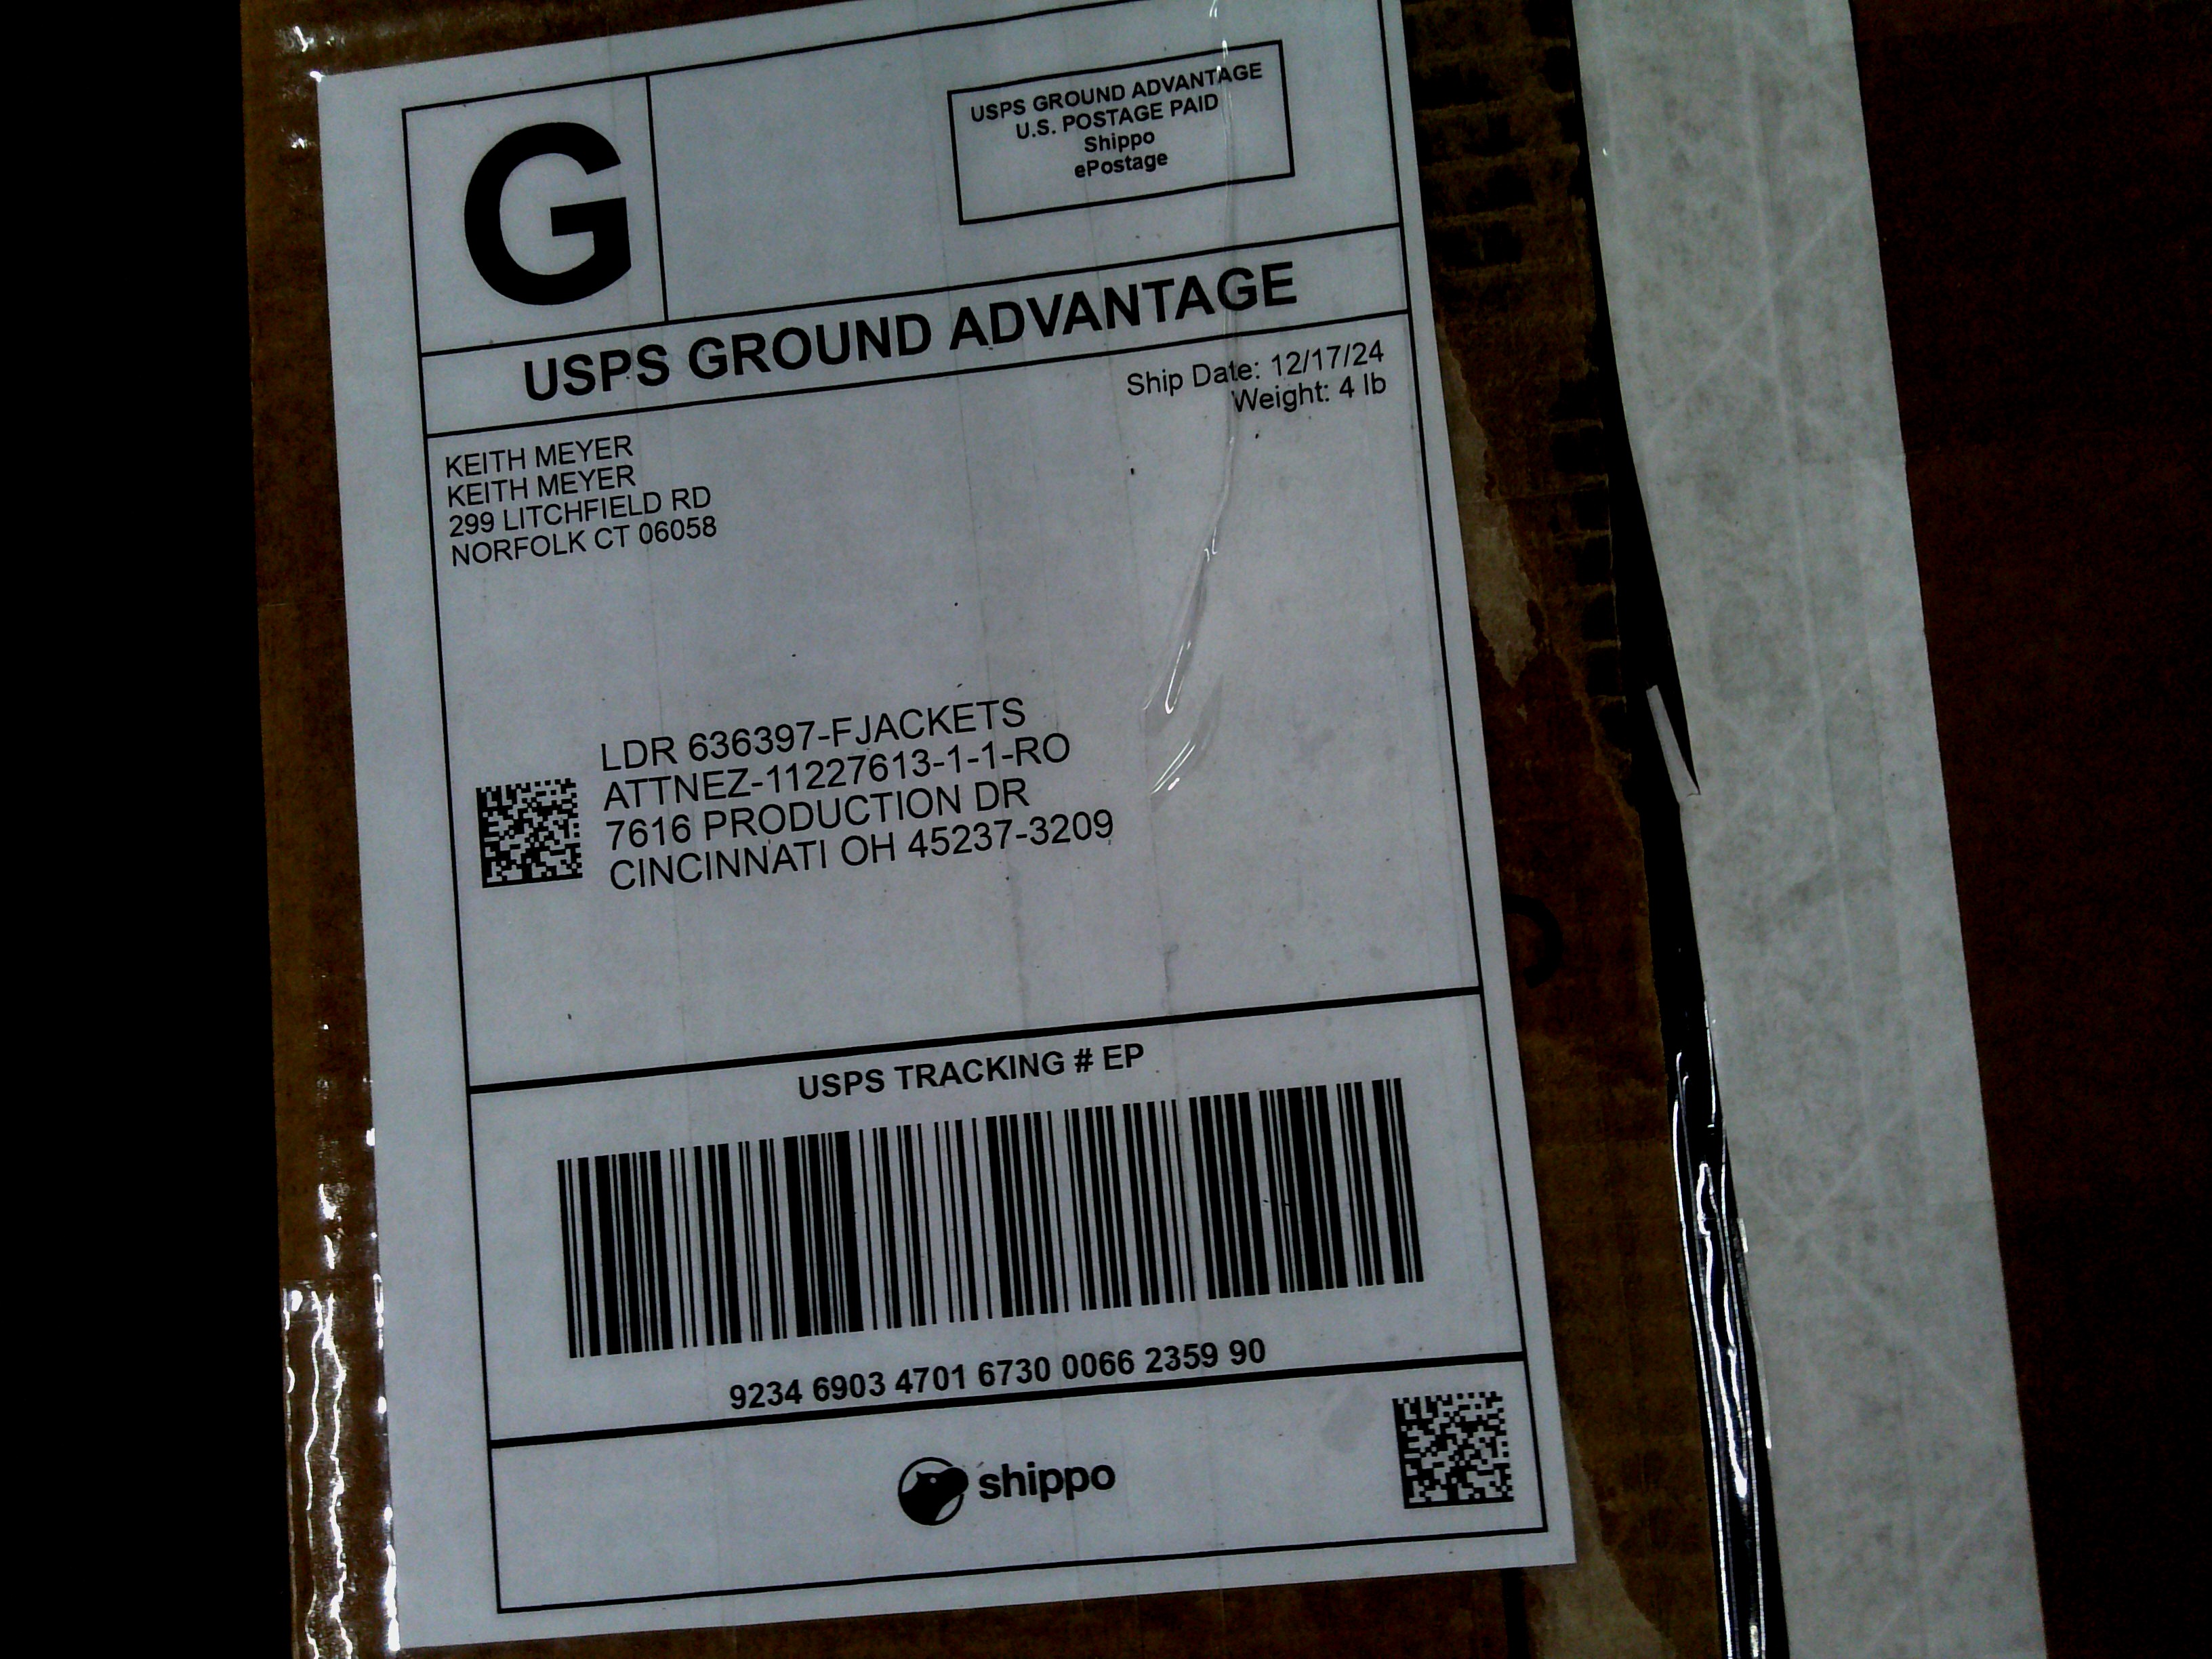 G
USPS GROUND ADVANTAGE
U.S. POSTAGE PAID
Shippo
ePostage
USPS GROUND ADVANTAGE
Ship Date: 12/17/24
Weight: 4 lb
KEITH MEYER
KEITH MEYER
299 LITCHFIELD RD
NORFOLK CT 06058
LDR 636397-FJACKETS
ATTNEZ-11227613-1-1-RO
7616 PRODUCTION DR
CINCINNATI OH 45237-3209
USPS TRACKING # EP
9234 6903 4701 6730 0066 2359 90
shippo